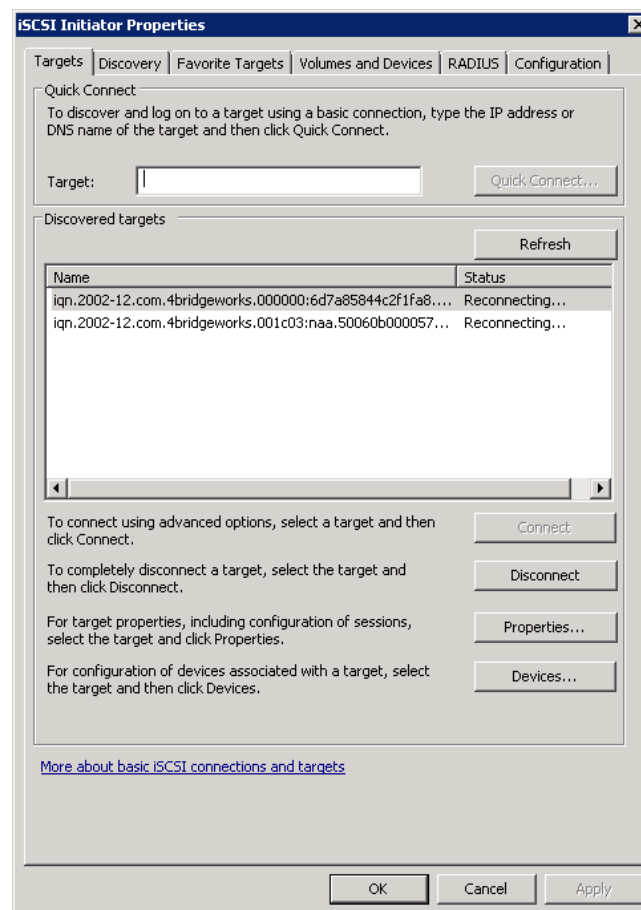 iSCSI Initiator Properties
Targets Discovery Favorite Targets Volumes and Devices RADIUS Configuration
Quick Connect
To discover and log on to a target using a basic connection, type the IP address or
DNS name of the target and then click Quick Connect.
Target:
Quick Connect...
Discovered targets
Refresh
Name Status
iqn.2002-12.com.4bridgeworks.000000:6d7a85844c2f1fa8.... Reconnecting...
iqn.2002-12.com.4bridgeworks.001c03:naa.50060b000057... Reconnecting...
To connect using advanced options, select a target and then
click Connect.
Connect
To completely disconnect a target, select the target and
then click Disconnect.
Disconnect
For target properties, including configuration of sessions,
select the target and click Properties.
Properties...
For configuration of devices associated with a target, select
the target and then click Devices.
Devices...
More about basic iSCSI connections and targets
OK Cancel Apply